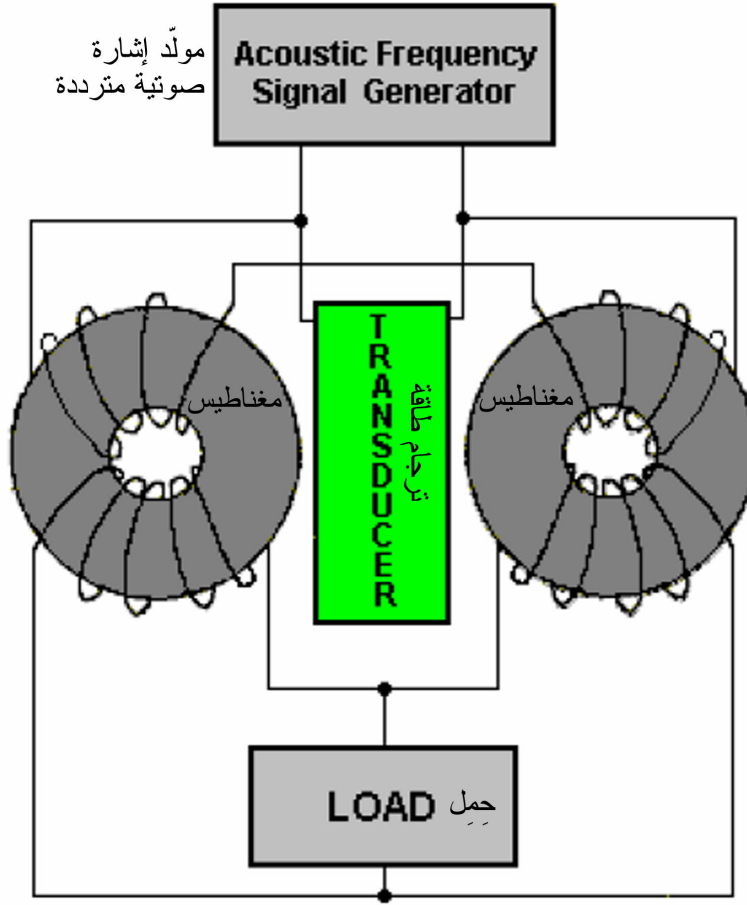 مولّد إشارة
صوتية مترددة
Acoustic Frequency
Signal Generator
مغناطيس
TRANSDUCER
ترجام طاقة
مغناطيس
LOAD
حِمِل